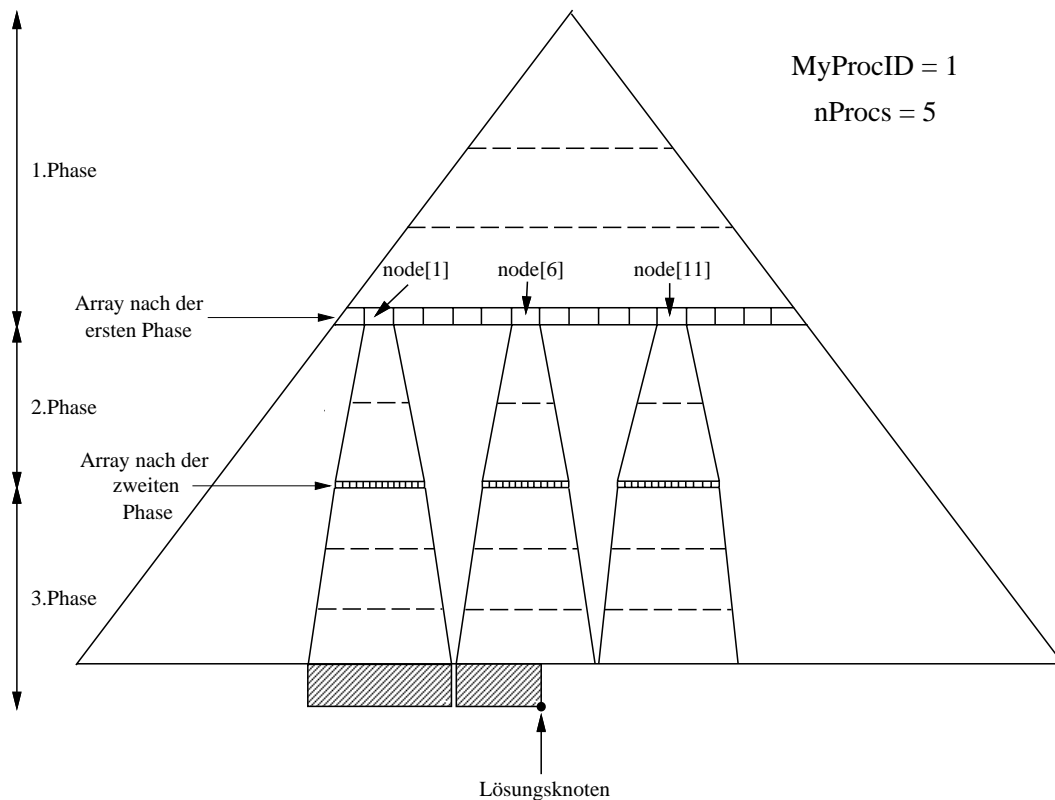 MyProcID = 1
nProcs = 5
1.Phase
node[1]
node[6]
node[11]
Array nach der
ersten Phase
2.Phase
Array nach der
zweiten
Phase
3.Phase
Lösungsknoten